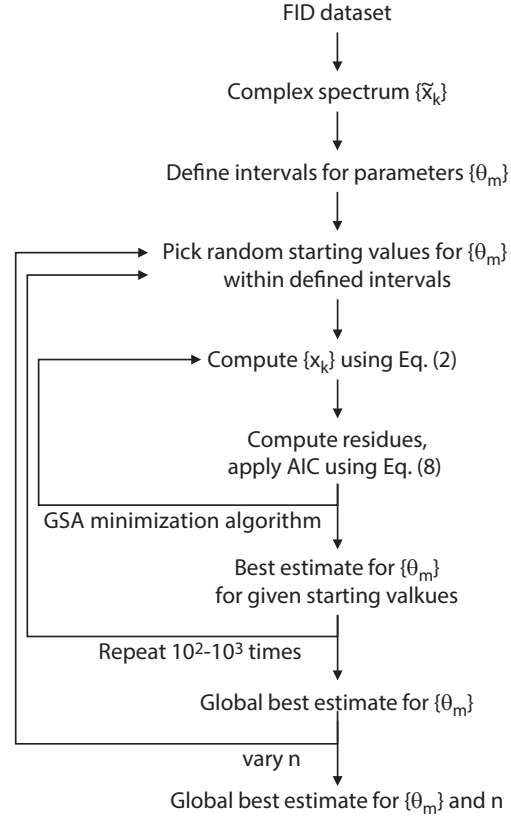 FID dataset
Complex spectrum {x̃ₖ}
Define intervals for parameters {θₘ}
Pick random starting values for {θₘ}
within defined intervals
Compute {xₖ} using Eq. (2)
Compute residues,
apply AIC using Eq. (8)
GSA minimization algorithm
Best estimate for {θₘ}
for given starting valkues
Repeat 10²-10³ times
Global best estimate for {θₘ}
vary n
Global best estimate for {θₘ} and n